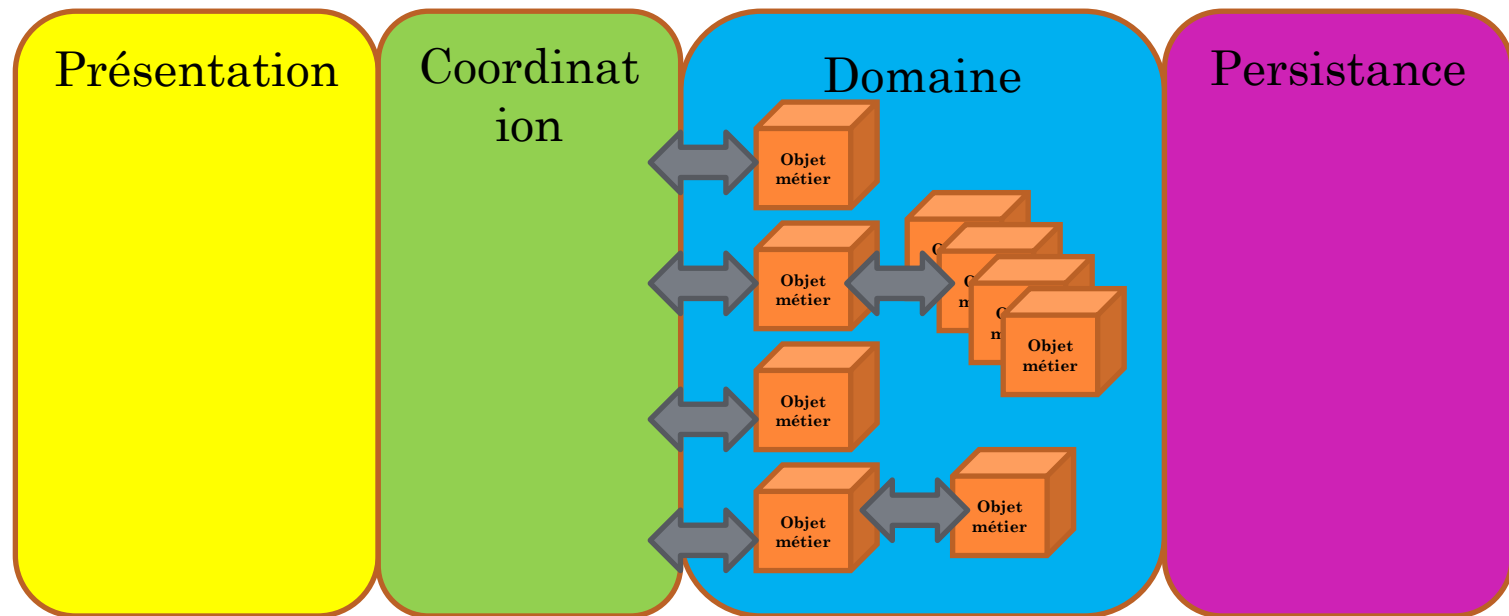 Présentation
Coordinat
ion
Domaine
Persistance
Objet
métier
Objet
métier
Objet
métier
Objet
métier
Objet
métier
Objet
métier